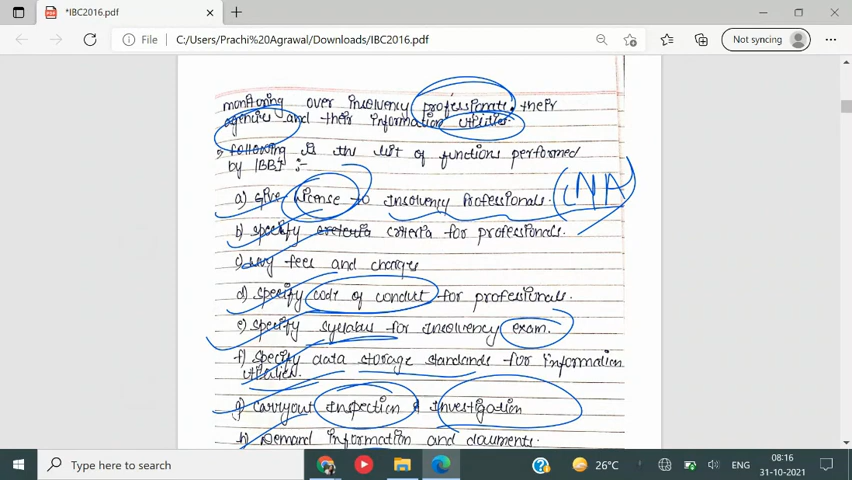 *IBC2016.pdf
File C:/Users/Prachi%20Agrawal/Downloads/IBC2016.pdf Not syncing
monitoring over insolvency professionals, their
agencies and their information utilities.
following is the list of functions performed
by IBBI :-
a) Give license to Insolvency Professionals. (NA)
b) specify creteria criteria for professionals.
c) levy fees and charges
d) specify code of conduct for professionals.
e) specify syllabus for insolvency exam.
f) specify data storage standards for information
utilities.
g) carryout inspection & investigation
h) Demand information and documents.
Type here to search
26°C ENG 08:16
31-10-2021